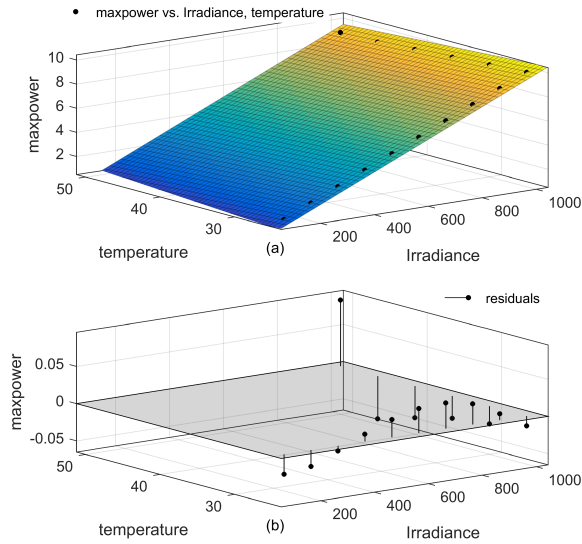 maxpower vs. Irradiance, temperature
10
8
6
4
2
maxpower
50
40
30
temperature
(a)
200
400
600
800
1000
Irradiance
residuals
0.05
0
-0.05
maxpower
50
40
30
temperature
(b)
200
400
600
800
1000
Irradiance